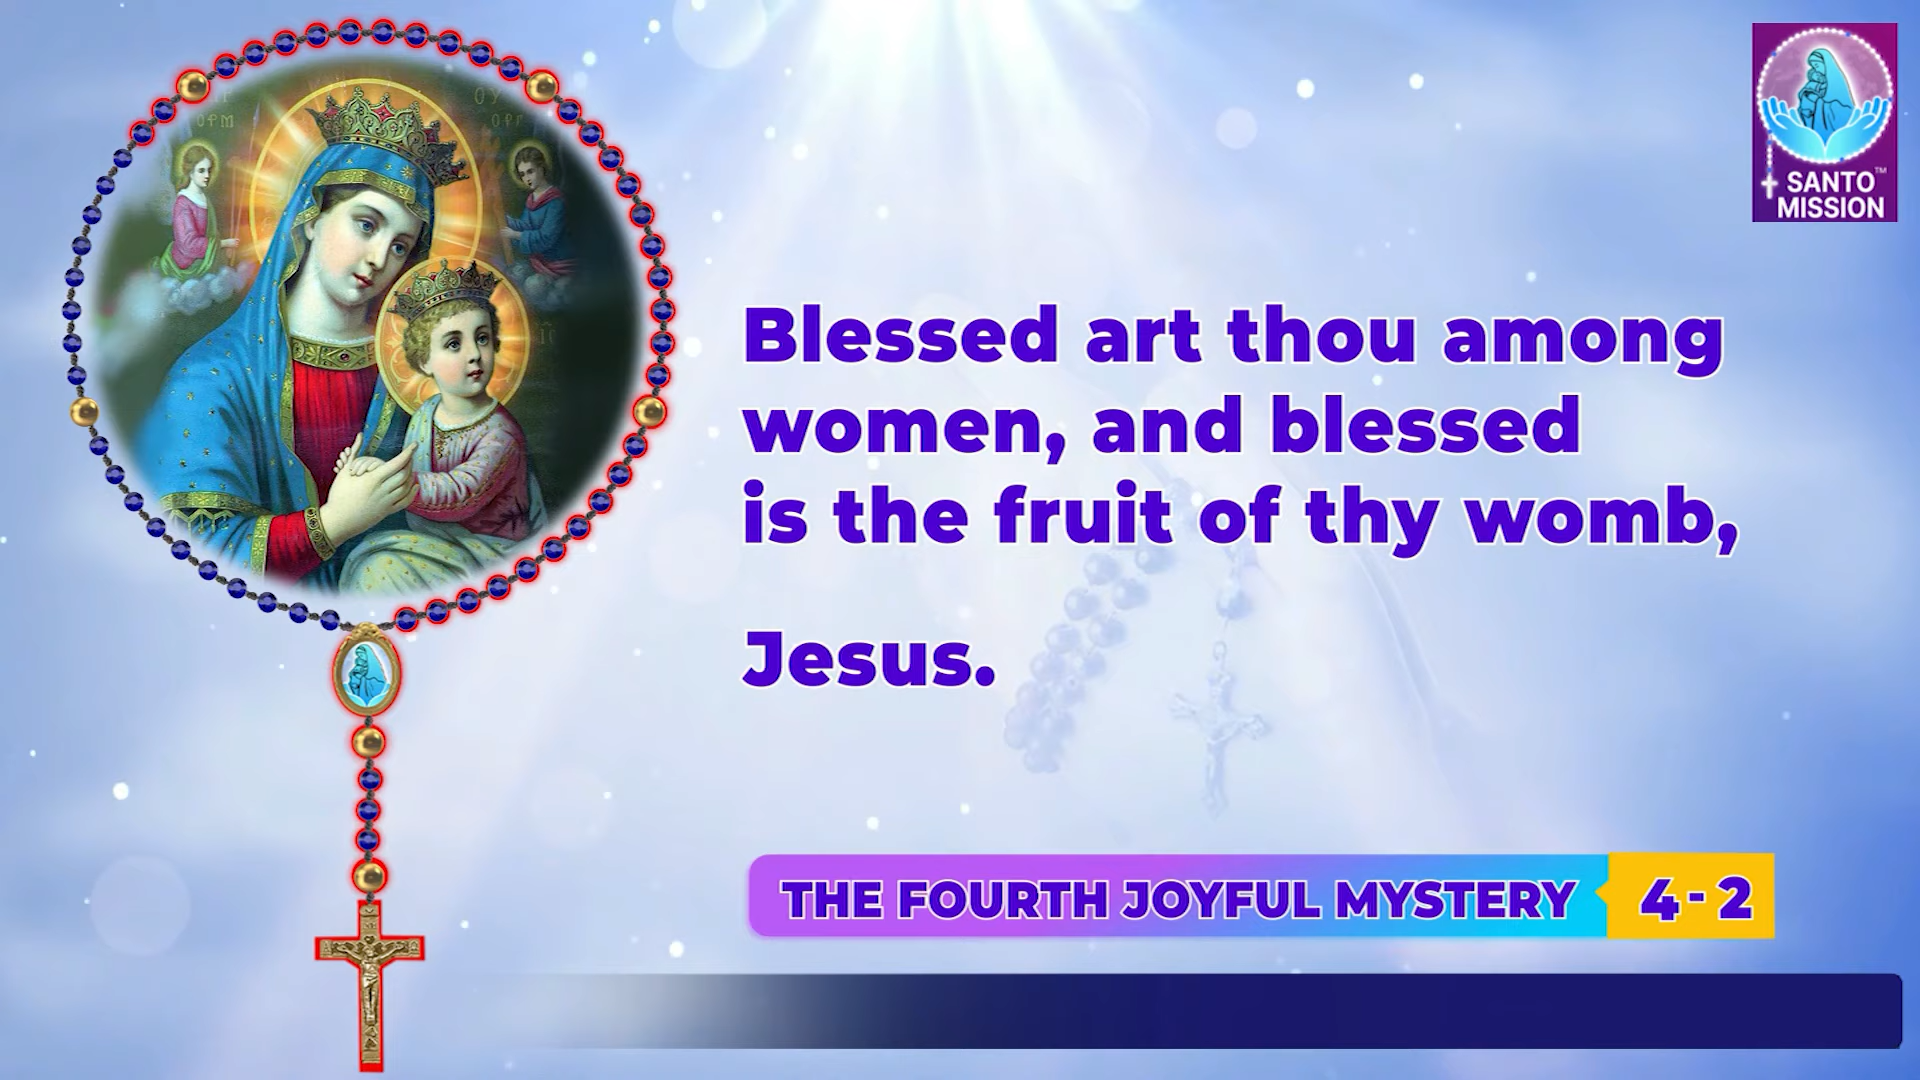 SANTO™
MISSION
Blessed art thou among
women, and blessed
is the fruit of thy womb,
Jesus.
THE FOURTH JOYFUL MYSTERY 4-2